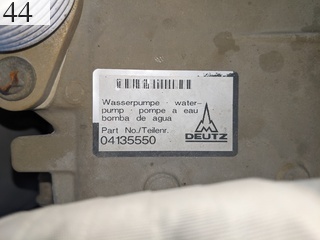 44
Wasserpumpe · water-
pump · pompe a eau
bomba de agua
Part No./Teilenr.
04135550
DEUTZ